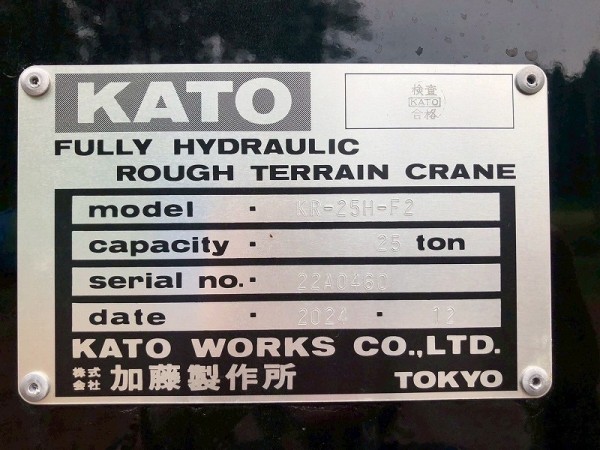 KATO
検査
KATO
合格
FULLY HYDRAULIC
ROUGH TERRAIN CRANE
model · KR-25H-F2
capacity · 25 ton
serial no. · 22A0460
date · 2024 · 12
KATO WORKS CO.,LTD.
株式会社 加藤製作所 TOKYO